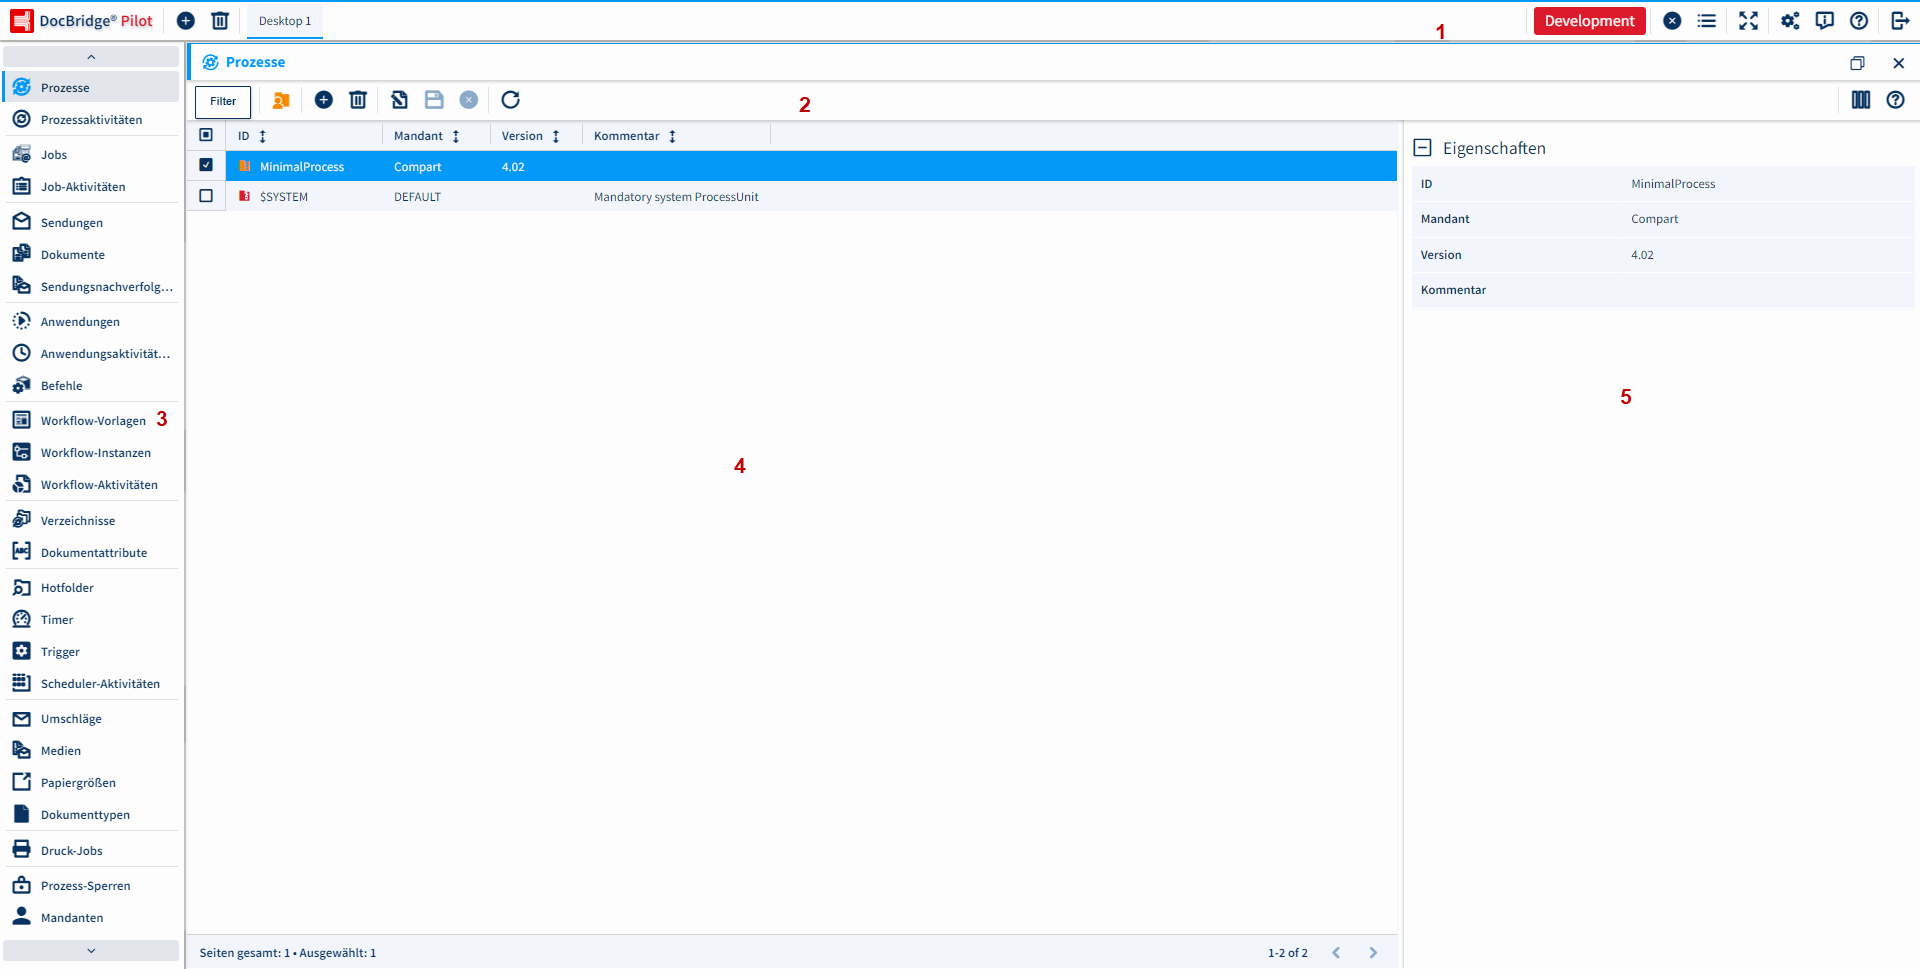 DocBridge® Pilot
Desktop 1
1
Development
Prozesse
Filter
2
ID Mandant Version Kommentar
MinimalProcess Compart 4.02
$SYSTEM DEFAULT Mandatory system ProcessUnit
Prozesse
Prozessaktivitäten
Jobs
Job-Aktivitäten
Sendungen
Dokumente
Sendungsnachverfolg...
Anwendungen
Anwendungsaktivität...
Befehle
Workflow-Vorlagen 3
Workflow-Instanzen
Workflow-Aktivitäten
Verzeichnisse
ABC Dokumentattribute
Hotfolder
Timer
Trigger
Scheduler-Aktivitäten
Umschläge
Medien
Papiergrößen
Dokumenttypen
Druck-Jobs
Prozess-Sperren
Mandanten
4
Eigenschaften
ID MinimalProcess
Mandant Compart
Version 4.02
Kommentar
5
Seiten gesamt: 1 • Ausgewählt: 1
1-2 of 2